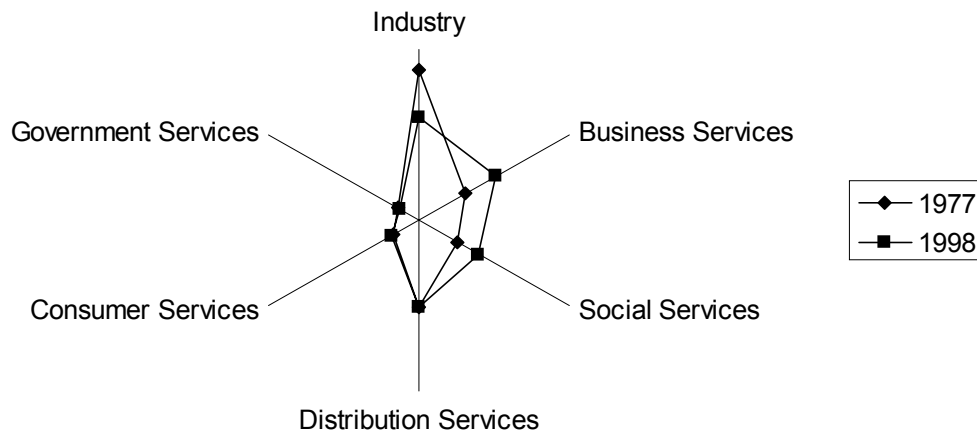 Industry
Government Services
Business Services
1977
1998
Consumer Services
Social Services
Distribution Services